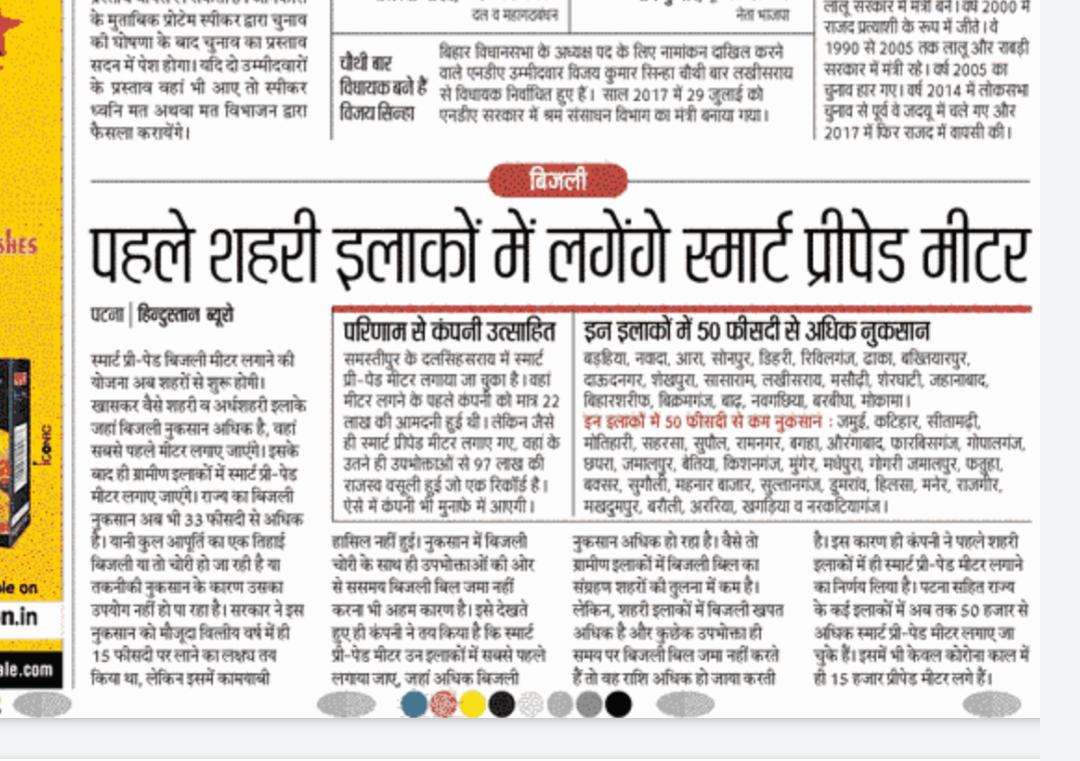 के मुताबिक प्रोटेम स्पीकर द्वारा चुनाव
की घोषणा के बाद चुनाव का प्रस्ताव
सदन में पेश होगा। यदि दो उम्मीदवारों
के प्रस्ताव वहां भी आए तो स्पीकर
ध्वनि मत अथवा मत विभाजन द्वारा
फैसला करायेंगे।
दल व महागठबंधन
नेता भाजपा
चौथी बार
विधायक बने हैं
विजय सिन्हा
बिहार विधानसभा के अध्यक्ष पद के लिए नामांकन दाखिल करने
वाले एनडीए उम्मीदवार विजय कुमार सिन्हा चौथी बार लखीसराय
से विधायक निर्वाचित हुए हैं। साल 2017 में 29 जुलाई को
एनडीए सरकार में श्रम संसाधन विभाग का मंत्री बनाया गया।
लालू सरकार में मंत्री बने। वर्ष 2000 में
राजद प्रत्याशी के रूप में जीते। वे
1990 से 2005 तक लालू और राबड़ी
सरकार में मंत्री रहे। वर्ष 2005 का
चुनाव हार गए। वर्ष 2014 में लोकसभा
चुनाव से पूर्व वे जदयू में चले गए और
2017 में फिर राजद में वापसी की।
बिजली
पहले शहरी इलाकों में लगेंगे स्मार्ट प्रीपेड मीटर
पटना | हिन्दुस्तान ब्यूरो
स्मार्ट प्री-पेड बिजली मीटर लगाने की
योजना अब शहरों से शुरू होगी।
खासकर वैसे शहरी व अर्धशहरी इलाके
जहां बिजली नुकसान अधिक है, वहां
सबसे पहले मीटर लगाए जाएंगे। इसके
बाद ही ग्रामीण इलाकों में स्मार्ट प्री-पेड
मीटर लगाए जाएंगे। राज्य का बिजली
नुकसान अब भी 33 फीसदी से अधिक
है। यानी कुल आपूर्ति का एक तिहाई
बिजली या तो चोरी हो जा रही है या
तकनीकी नुकसान के कारण उसका
उपयोग नहीं हो पा रहा है। सरकार ने इस
नुकसान को मौजूदा वित्तीय वर्ष में ही
15 फीसदी पर लाने का लक्ष्य तय
किया था, लेकिन इसमें कामयाबी
परिणाम से कंपनी उत्साहित
समस्तीपुर के दलसिंहसराय में स्मार्ट
प्री-पेड मीटर लगाया जा चुका है। वहां
मीटर लगने के पहले कंपनी को मात्र 22
लाख की आमदनी हुई थी। लेकिन जैसे
ही स्मार्ट प्रीपेड मीटर लगाए गए, वहां के
उतने ही उपभोक्ताओं से 97 लाख की
राजस्व वसूली हुई जो एक रिकॉर्ड है।
ऐसे में कंपनी भी मुनाफे में आएगी।
इन इलाकों में 50 फीसदी से अधिक नुकसान
बड़हिया, नवादा, आरा, सोनपुर, डिहरी, रिविलगंज, ढाका, बख्तियारपुर,
दाऊदनगर, शेखपुरा, सासाराम, लखीसराय, मसौढ़ी, शेरघाटी, जहानाबाद,
बिहारशरीफ, बिक्रमगंज, बाढ़, नवगछिया, बरबीघा, मोकामा।
इन इलाकों में 50 फीसदी से कम नुकसान : जमुई, कटिहार, सीतामढ़ी,
मोतिहारी, सहरसा, सुपौल, रामनगर, बगहा, औरंगाबाद, फारबिसगंज, गोपालगंज,
छपरा, जमालपुर, बेतिया, किशनगंज, मुंगेर, मधेपुरा, गोगरी जमालपुर, फतुहा,
बक्सर, सुगौली, महनार बाजार, सुल्तानगंज, डुमरांव, हिलसा, मनेर, राजगीर,
मखदुमपुर, बरौली, अररिया, खगड़िया व नरकटियागंज।
हासिल नहीं हुई। नुकसान में बिजली
चोरी के साथ ही उपभोक्ताओं की ओर
से ससमय बिजली बिल जमा नहीं
करना भी अहम कारण है। इसे देखते
हुए ही कंपनी ने तय किया है कि स्मार्ट
प्री-पेड मीटर उन इलाकों में सबसे पहले
लगाया जाए, जहां अधिक बिजली
नुकसान अधिक हो रहा है। वैसे तो
ग्रामीण इलाकों में बिजली बिल का
संग्रहण शहरों की तुलना में कम है।
लेकिन, शहरी इलाकों में बिजली खपत
अधिक है और कुछेक उपभोक्ता ही
समय पर बिजली बिल जमा नहीं करते
हैं तो वह राशि अधिक हो जाया करती
है। इस कारण ही कंपनी ने पहले शहरी
इलाकों में ही स्मार्ट प्री-पेड मीटर लगाने
का निर्णय लिया है। पटना सहित राज्य
के कई इलाकों में अब तक 50 हजार से
अधिक स्मार्ट प्री-पेड मीटर लगाए जा
चुके हैं। इसमें भी केवल कोरोना काल में
ही 15 हजार प्रीपेड मीटर लगे हैं।
shes
iconic
le on
n.in
ale.com